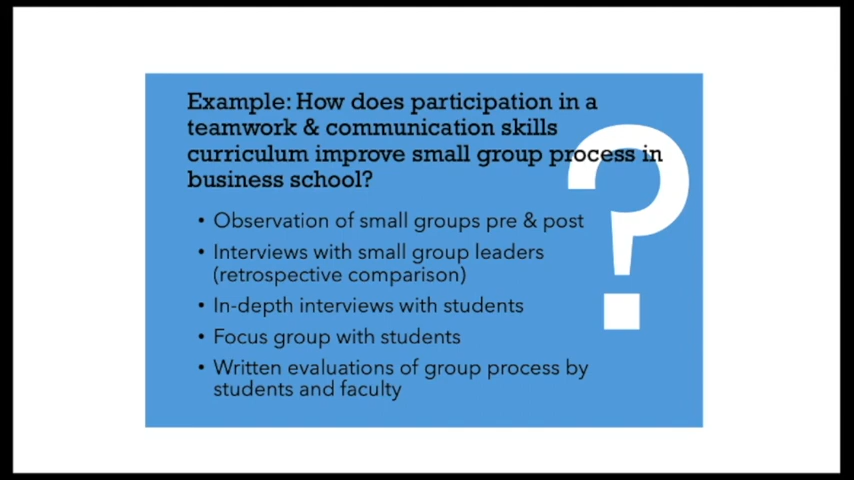 Example: How does participation in a
teamwork & communication skills
curriculum improve small group process in
business school?
• Observation of small groups pre & post
• Interviews with small group leaders
(retrospective comparison)
• In-depth interviews with students
• Focus group with students
• Written evaluations of group process by
students and faculty
?